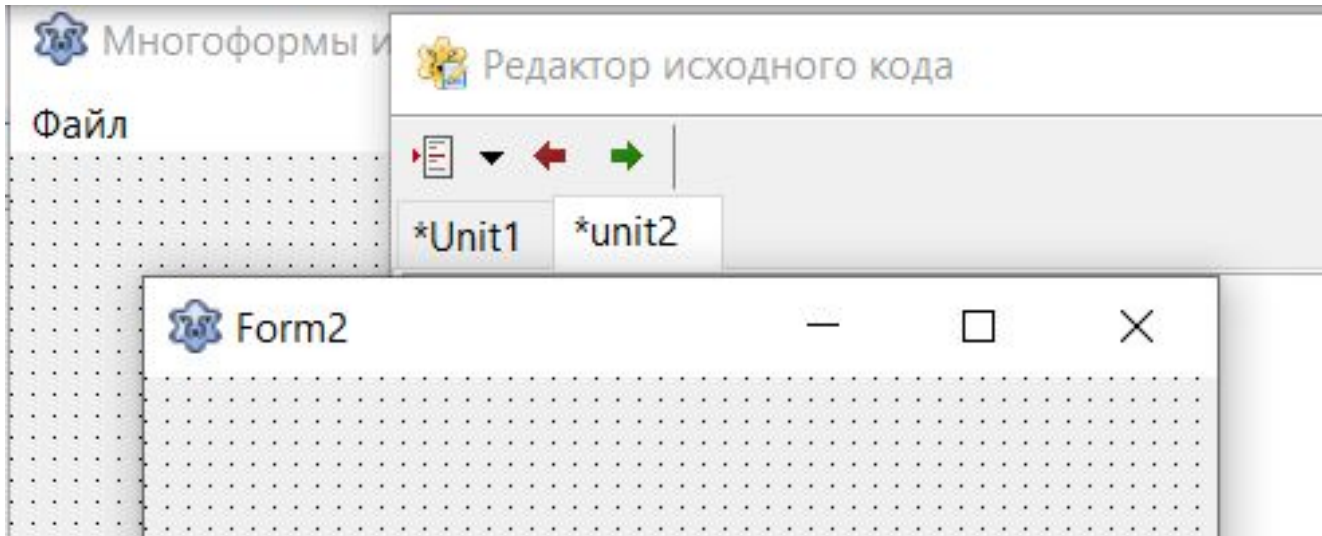 Многоформы и
Редактор исходного кода
Файл
*Unit1
*unit2
Form2